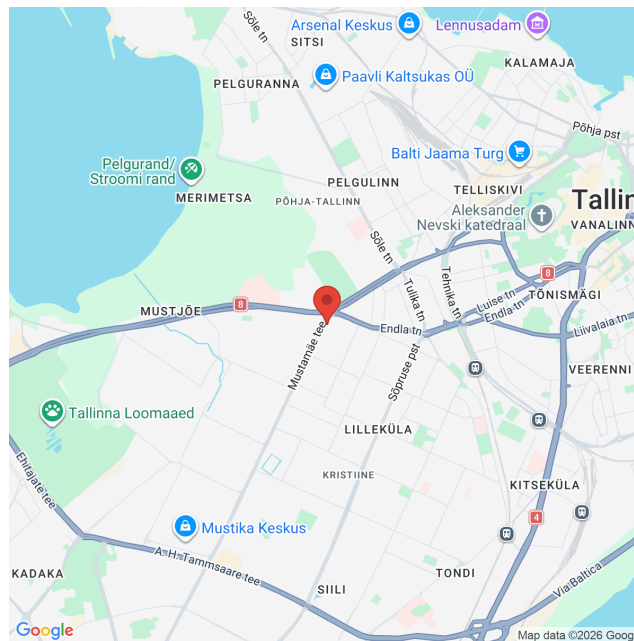 Arsenal Keskus
Lennusadam
Sõle tn
SITSI
KALAMAJA
PELGURANNA
Paavli Kaltsukas OÜ
Põhja pst
Balti Jaama Turg
Pelgurand/
Stroomi rand
PELGULINN
TELLISKIVI
MERIMETSA
PÕHJA-TALLINN
Tallin
Aleksander
Nevski katedraal
VANALINN
Sõle tn
Tehnika tn
8
Tulika tn
TÕNISMÄGI
Luise tn
Endla tn
MUSTJÕE
8
Endla tn
Liivalaia tn
Mustamäe tee
Sõpruse pst
VEERENNI
Tallinna Loomaaed
LILLEKÜLA
Ehitajate tee
KRISTIINE
KITSEKÜLA
4
Mustika Keskus
A. H. Tammsaare tee
KADAKA
TONDI
Via Baltica
SIILI
Google
Map data ©2026 Goog